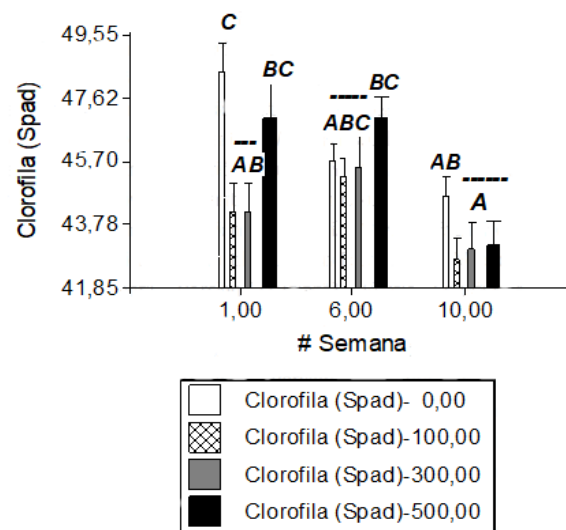 C
49,55
BC
BC
47,62
-----
ABC
---
45,70
AB
AB
------
A
43,78
41,85
Clorofila (Spad)
1,00 6,00 10,00
# Semana
Clorofila (Spad)- 0,00
Clorofila (Spad)-100,00
Clorofila (Spad)-300,00
Clorofila (Spad)-500,00